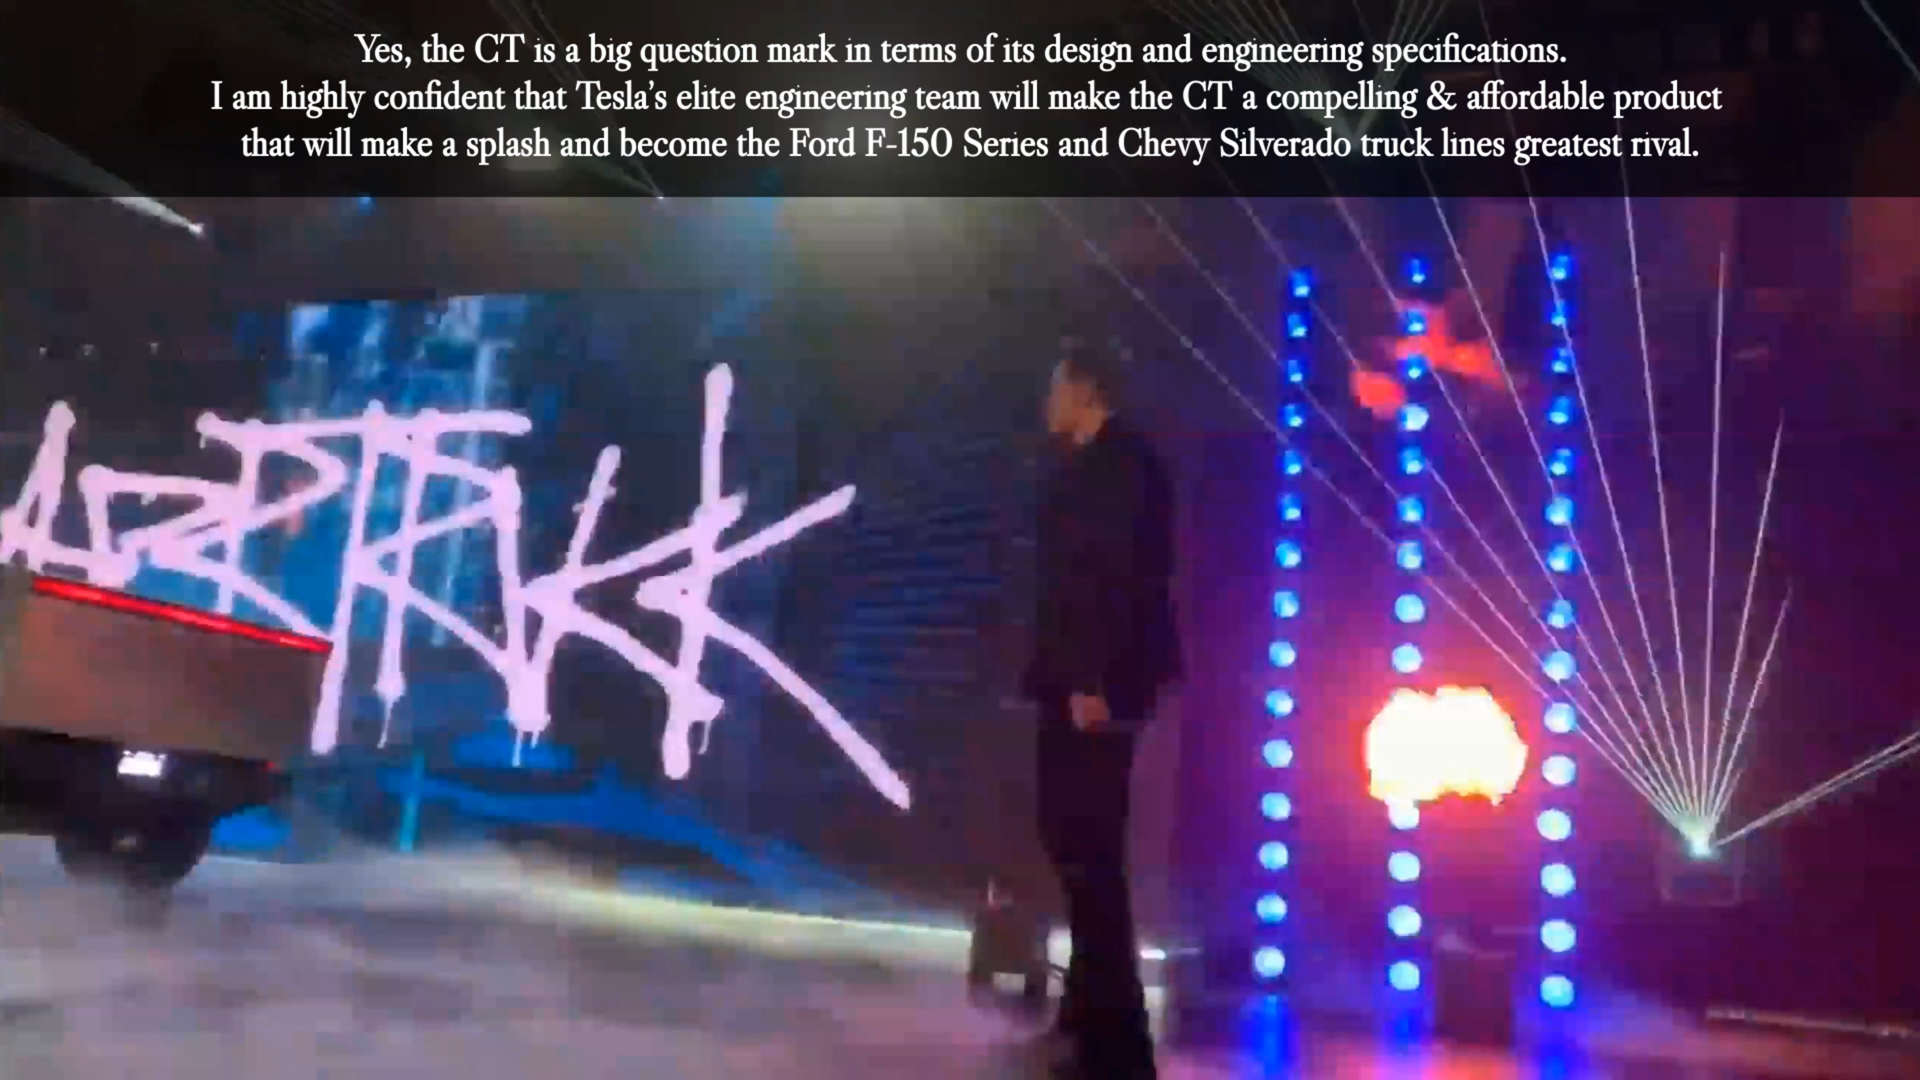 Yes, the CT is a big question mark in terms of its design and engineering specifications.
I am highly confident that Tesla's elite engineering team will make the CT a compelling & affordable product
that will make a splash and become the Ford F-150 Series and Chevy Silverado truck lines greatest rival.